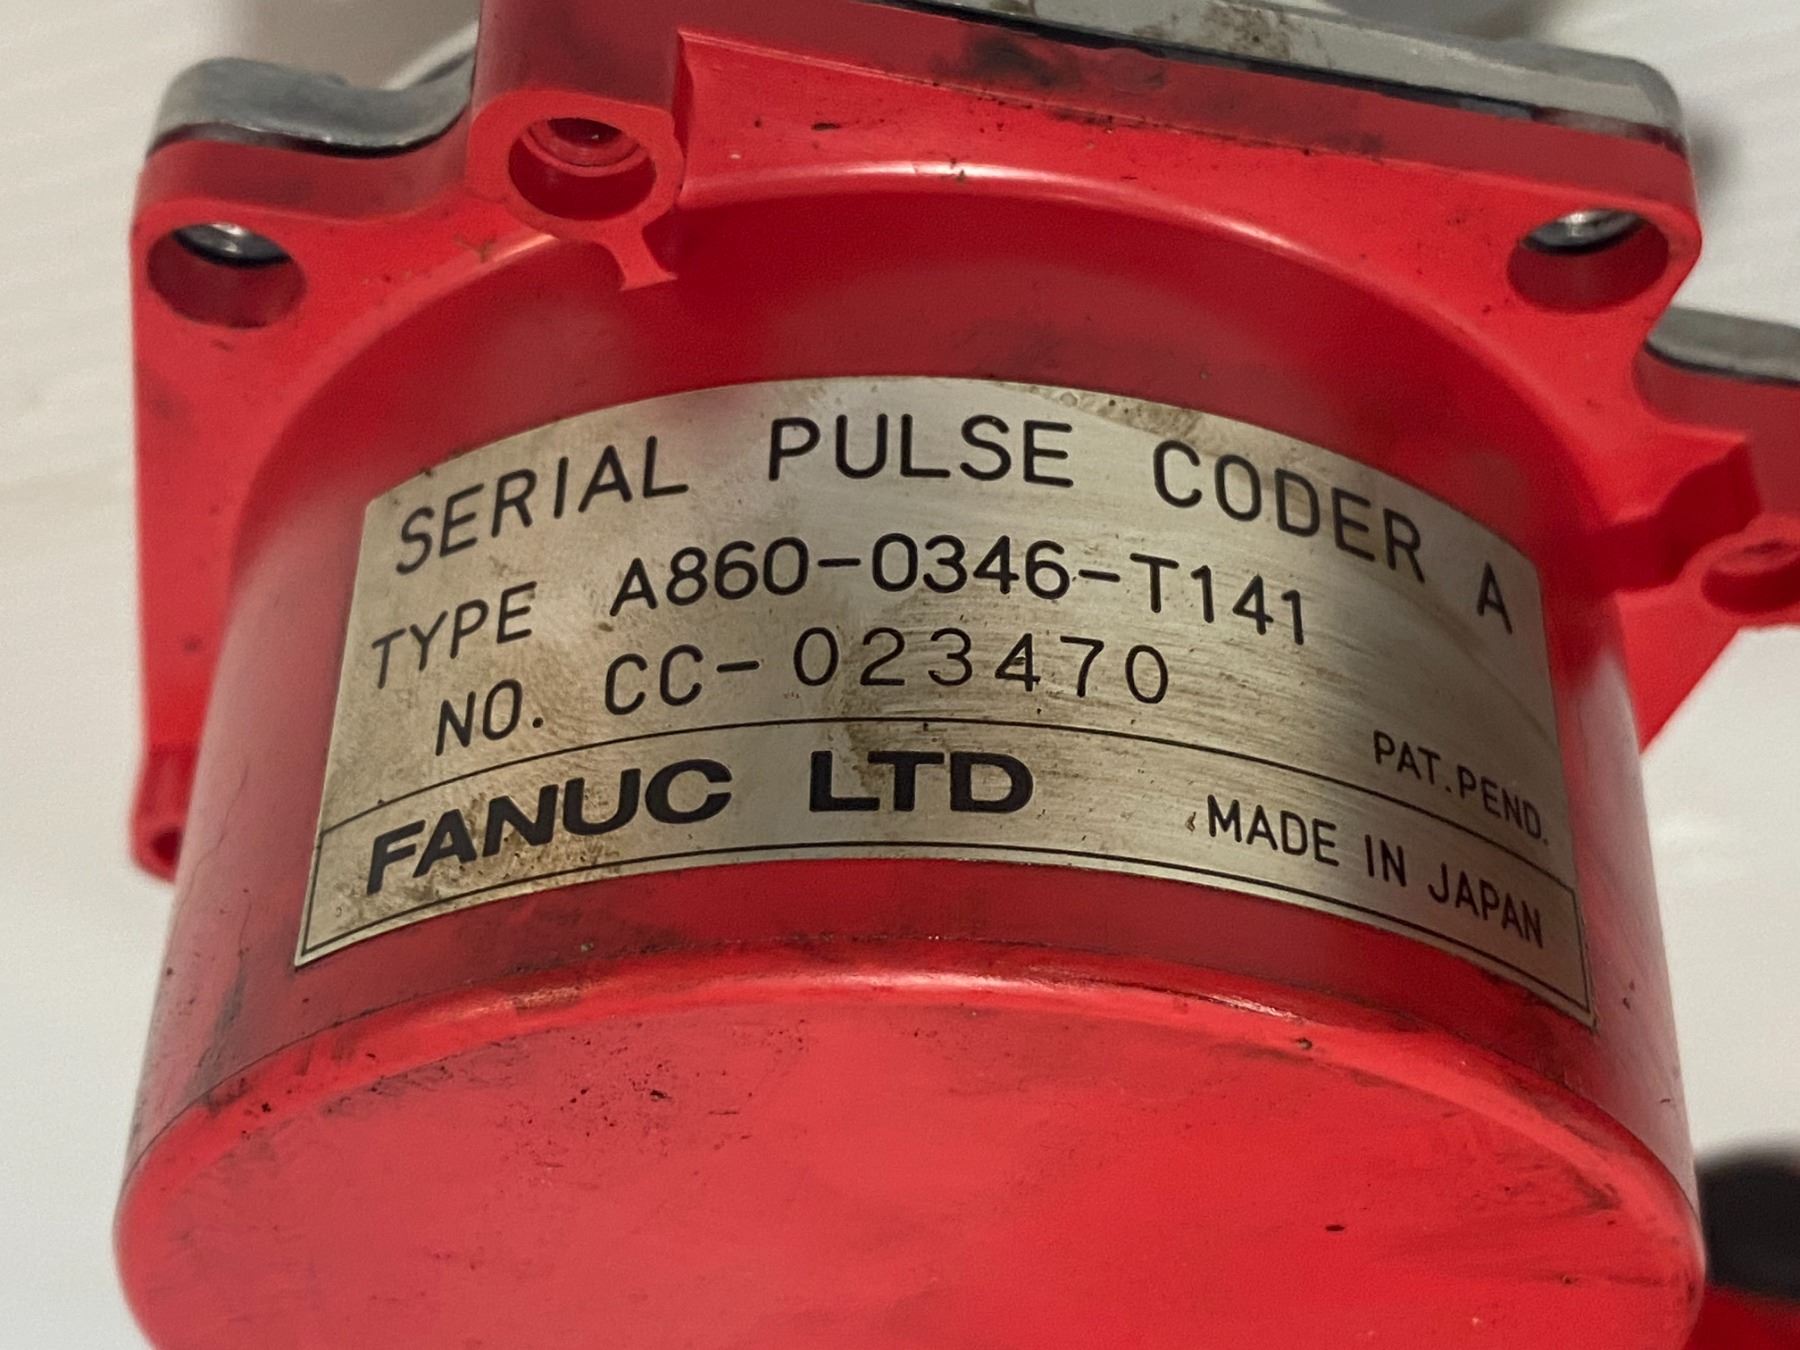 SERIAL PULSE CODER A
TYPE A860-0346-T141
NO. CC-023470
PAT.PEND.
FANUC LTD MADE IN JAPAN